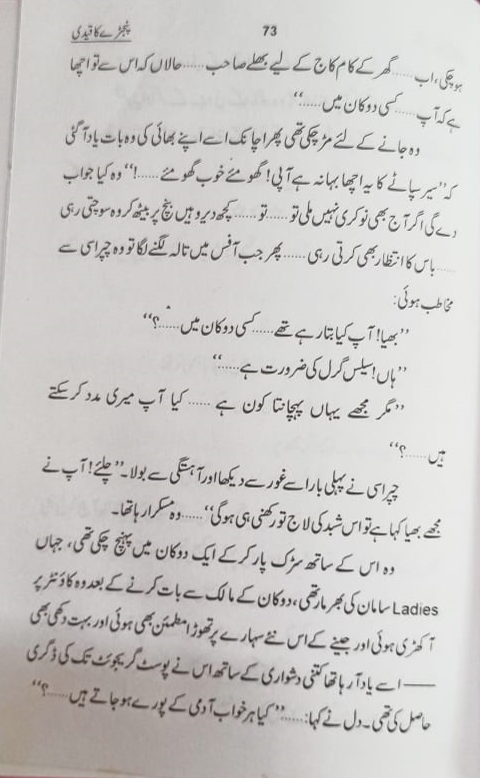 پنجرے کا قیدی
73
ہو چکی، اب ...... گھر کے کام کاج کے لیے بھلے صاحب ...... حالاں کہ اس سے تو اچھا
ہے کہ آپ ...... کسی دوکان میں ......‘‘
وہ جانے کے لئے مڑ چکی تھی پھر اچانک اسے اپنے بھائی کی وہ بات یاد آ گئی
کہ ’’سیر سپاٹے کا یہ اچھا بہانہ ہے آپی! گھومئے خوب گھومئے ......!‘‘ وہ کیا جواب
دے گی اگر آج بھی نوکری نہیں ملی تو ...... تو ...... کچھ دیر وہیں بنچ پر بیٹھ کر وہ سوچتی رہی
...... باس کا انتظار بھی کرتی رہی ...... پھر جب آفس میں تالہ لگنے لگا تو وہ چپراسی سے
مخاطب ہوئی:
’’بھیا! آپ کیا بتا رہے تھے ...... کسی دوکان میں ......؟‘‘
’’ہاں! سیلس گرل کی ضرورت ہے ......‘‘
’’مگر مجھے یہاں پہچانتا کون ہے ...... کیا آپ میری مدد کر سکتے
ہیں ......؟‘‘
چپراسی نے پہلی بار اسے غور سے دیکھا اور آہستگی سے بولا۔ ’’چلئے! آپ نے
مجھے بھیا کہا ہے تو اس شبد کی لاج تو رکھنی ہی ہوگی‘‘ ...... وہ مسکرا رہا تھا۔
وہ اس کے ساتھ سڑک پار کر کے ایک دوکان میں پہنچ چکی تھی، جہاں
Ladies سامان کی بھرمار تھی، دوکان کے مالک سے بات کرنے کے بعد وہ کاؤنٹر پر
آ کھڑی ہوئی اور جینے کے اس نئے سہارے پر تھوڑا مطمئن بھی ہوئی اور بہت دکھی بھی
—— اسے یاد آ رہا تھا کتنی دشواری کے ساتھ اس نے پوسٹ گریجوئٹ تک کی ڈگری
حاصل کی تھی۔ دل نے کہا: ...... ’’کیا ہر خواب آدمی کے پورے ہو جاتے ہیں ......؟‘‘